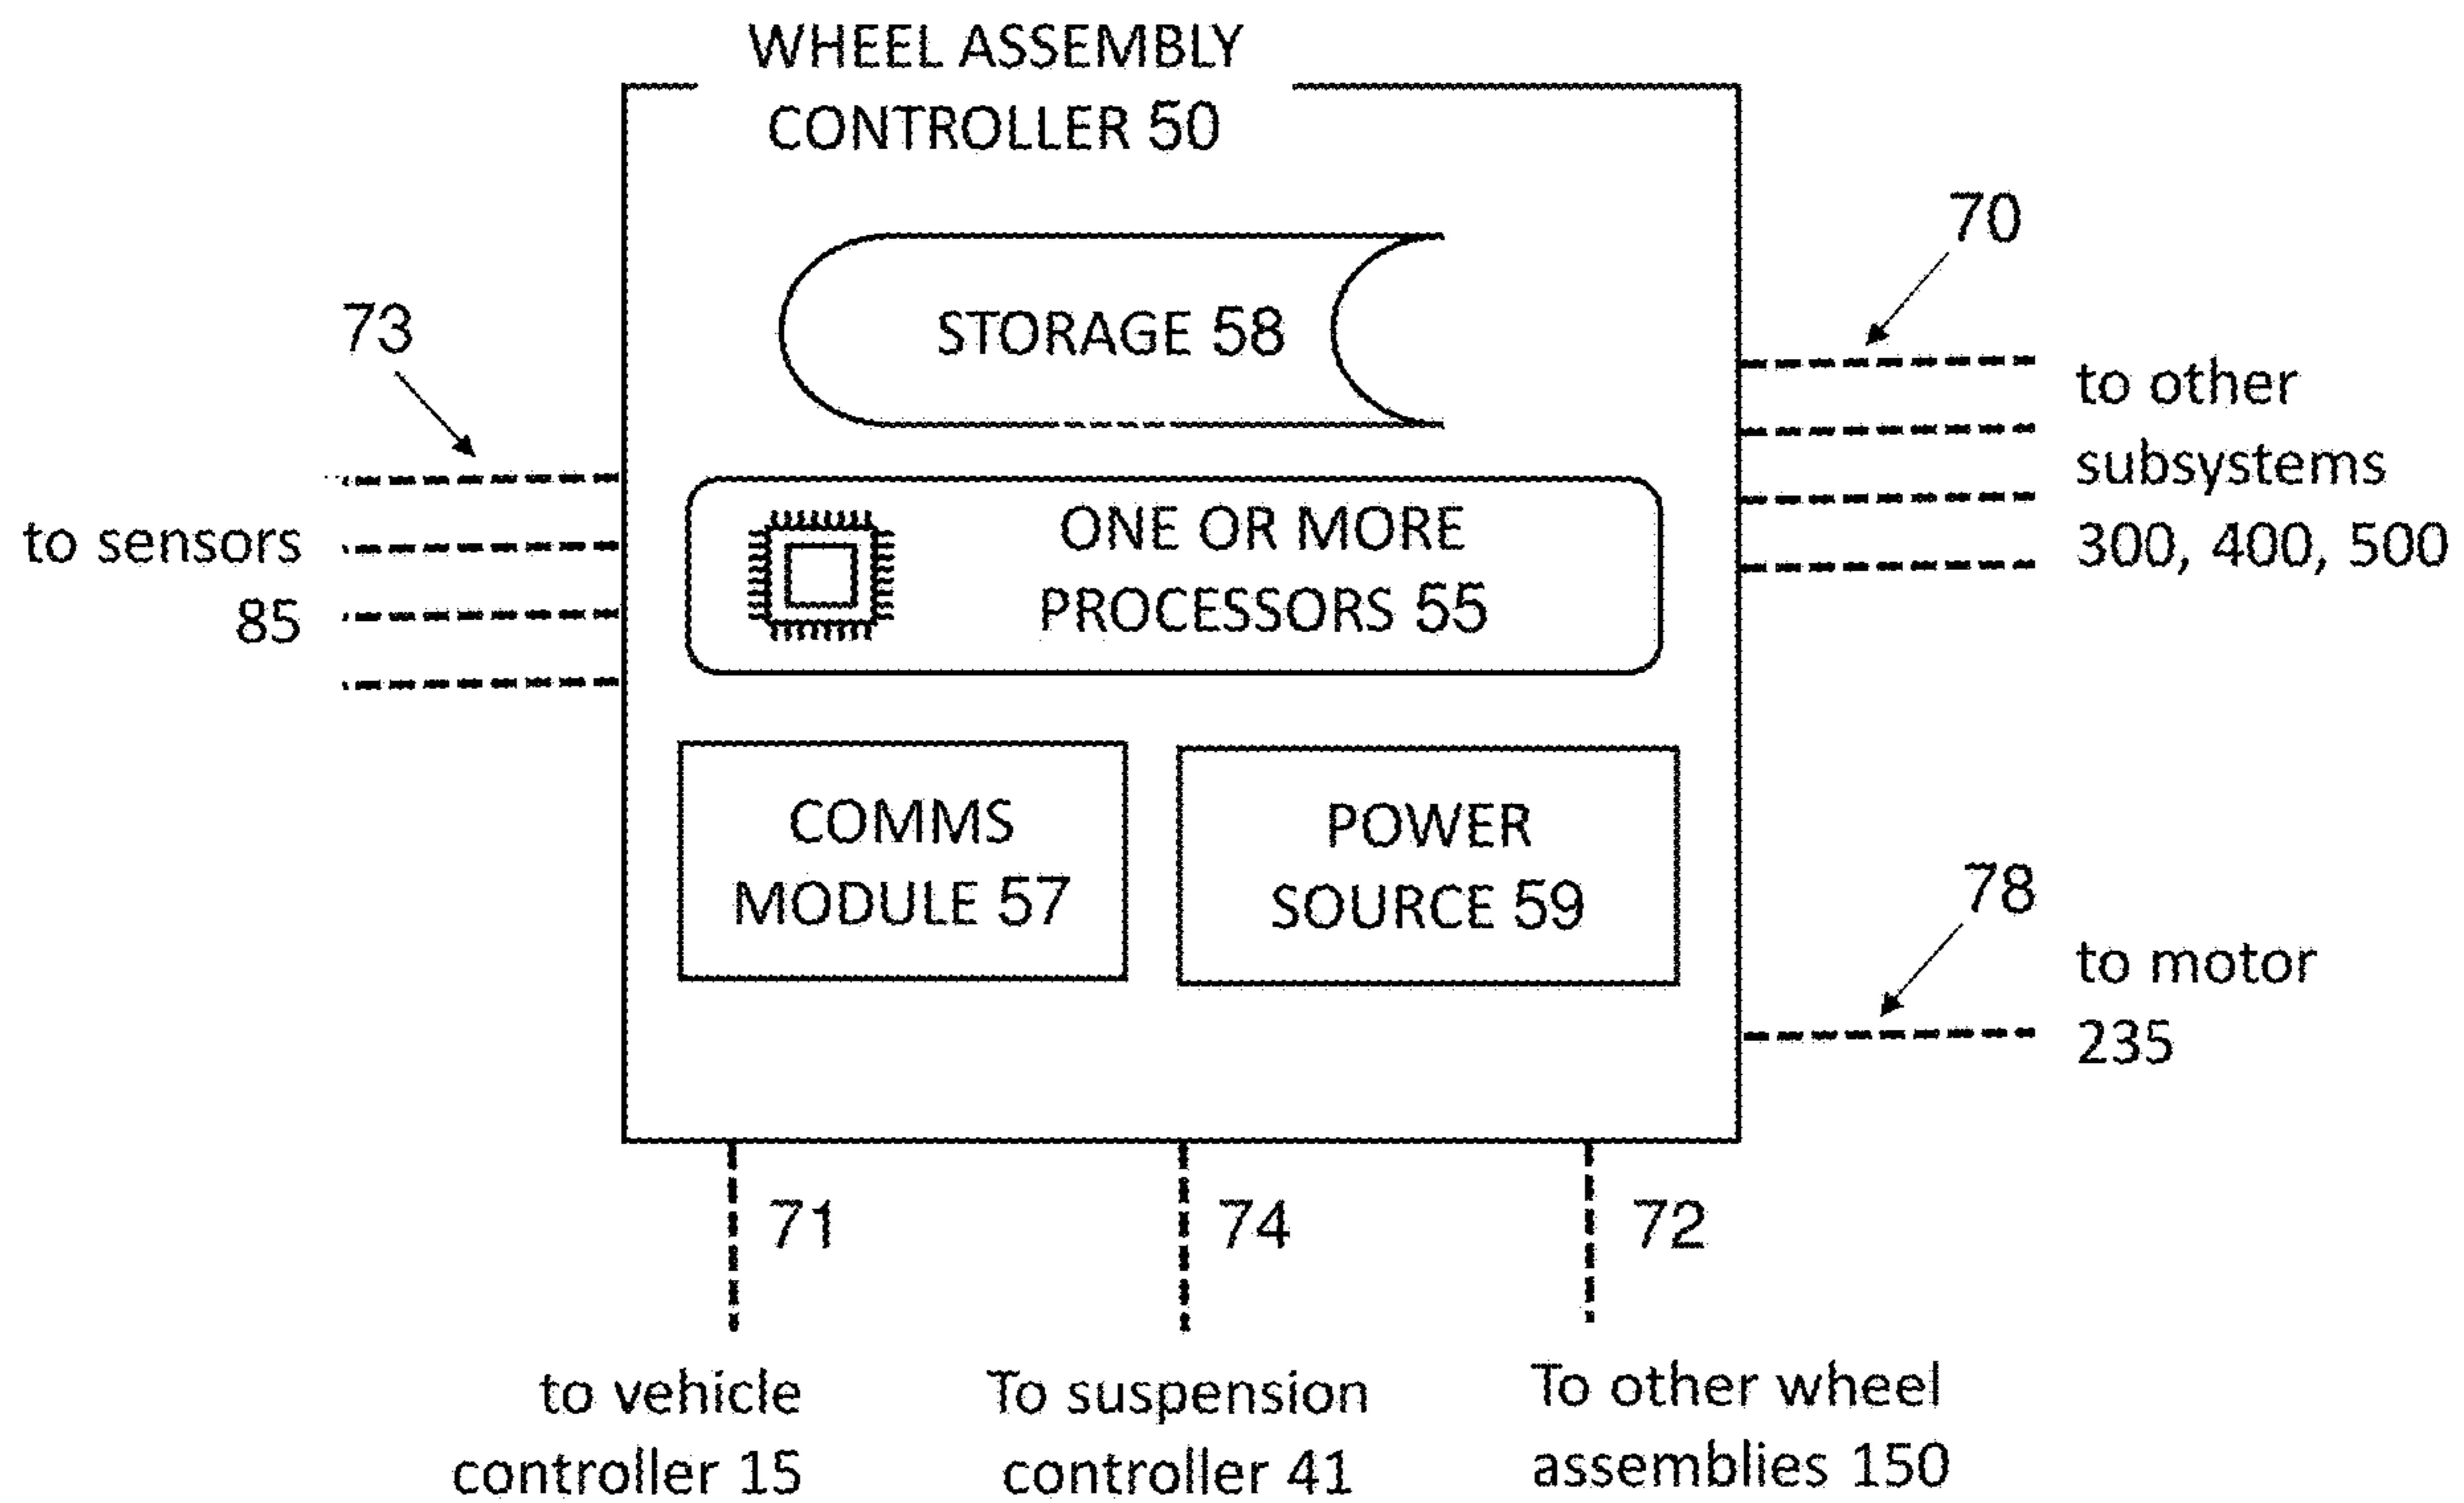 WHEEL ASSEMBLY
CONTROLLER 50
70
STORAGE 58
73
to other
subsystems
300, 400, 500
to sensors
85
ONE OR MORE
PROCESSORS 55
COMMS
MODULE 57
POWER
SOURCE 59
78
to motor
235
71
74
72
to vehicle
controller 15
To suspension
controller 41
To other wheel
assemblies 150